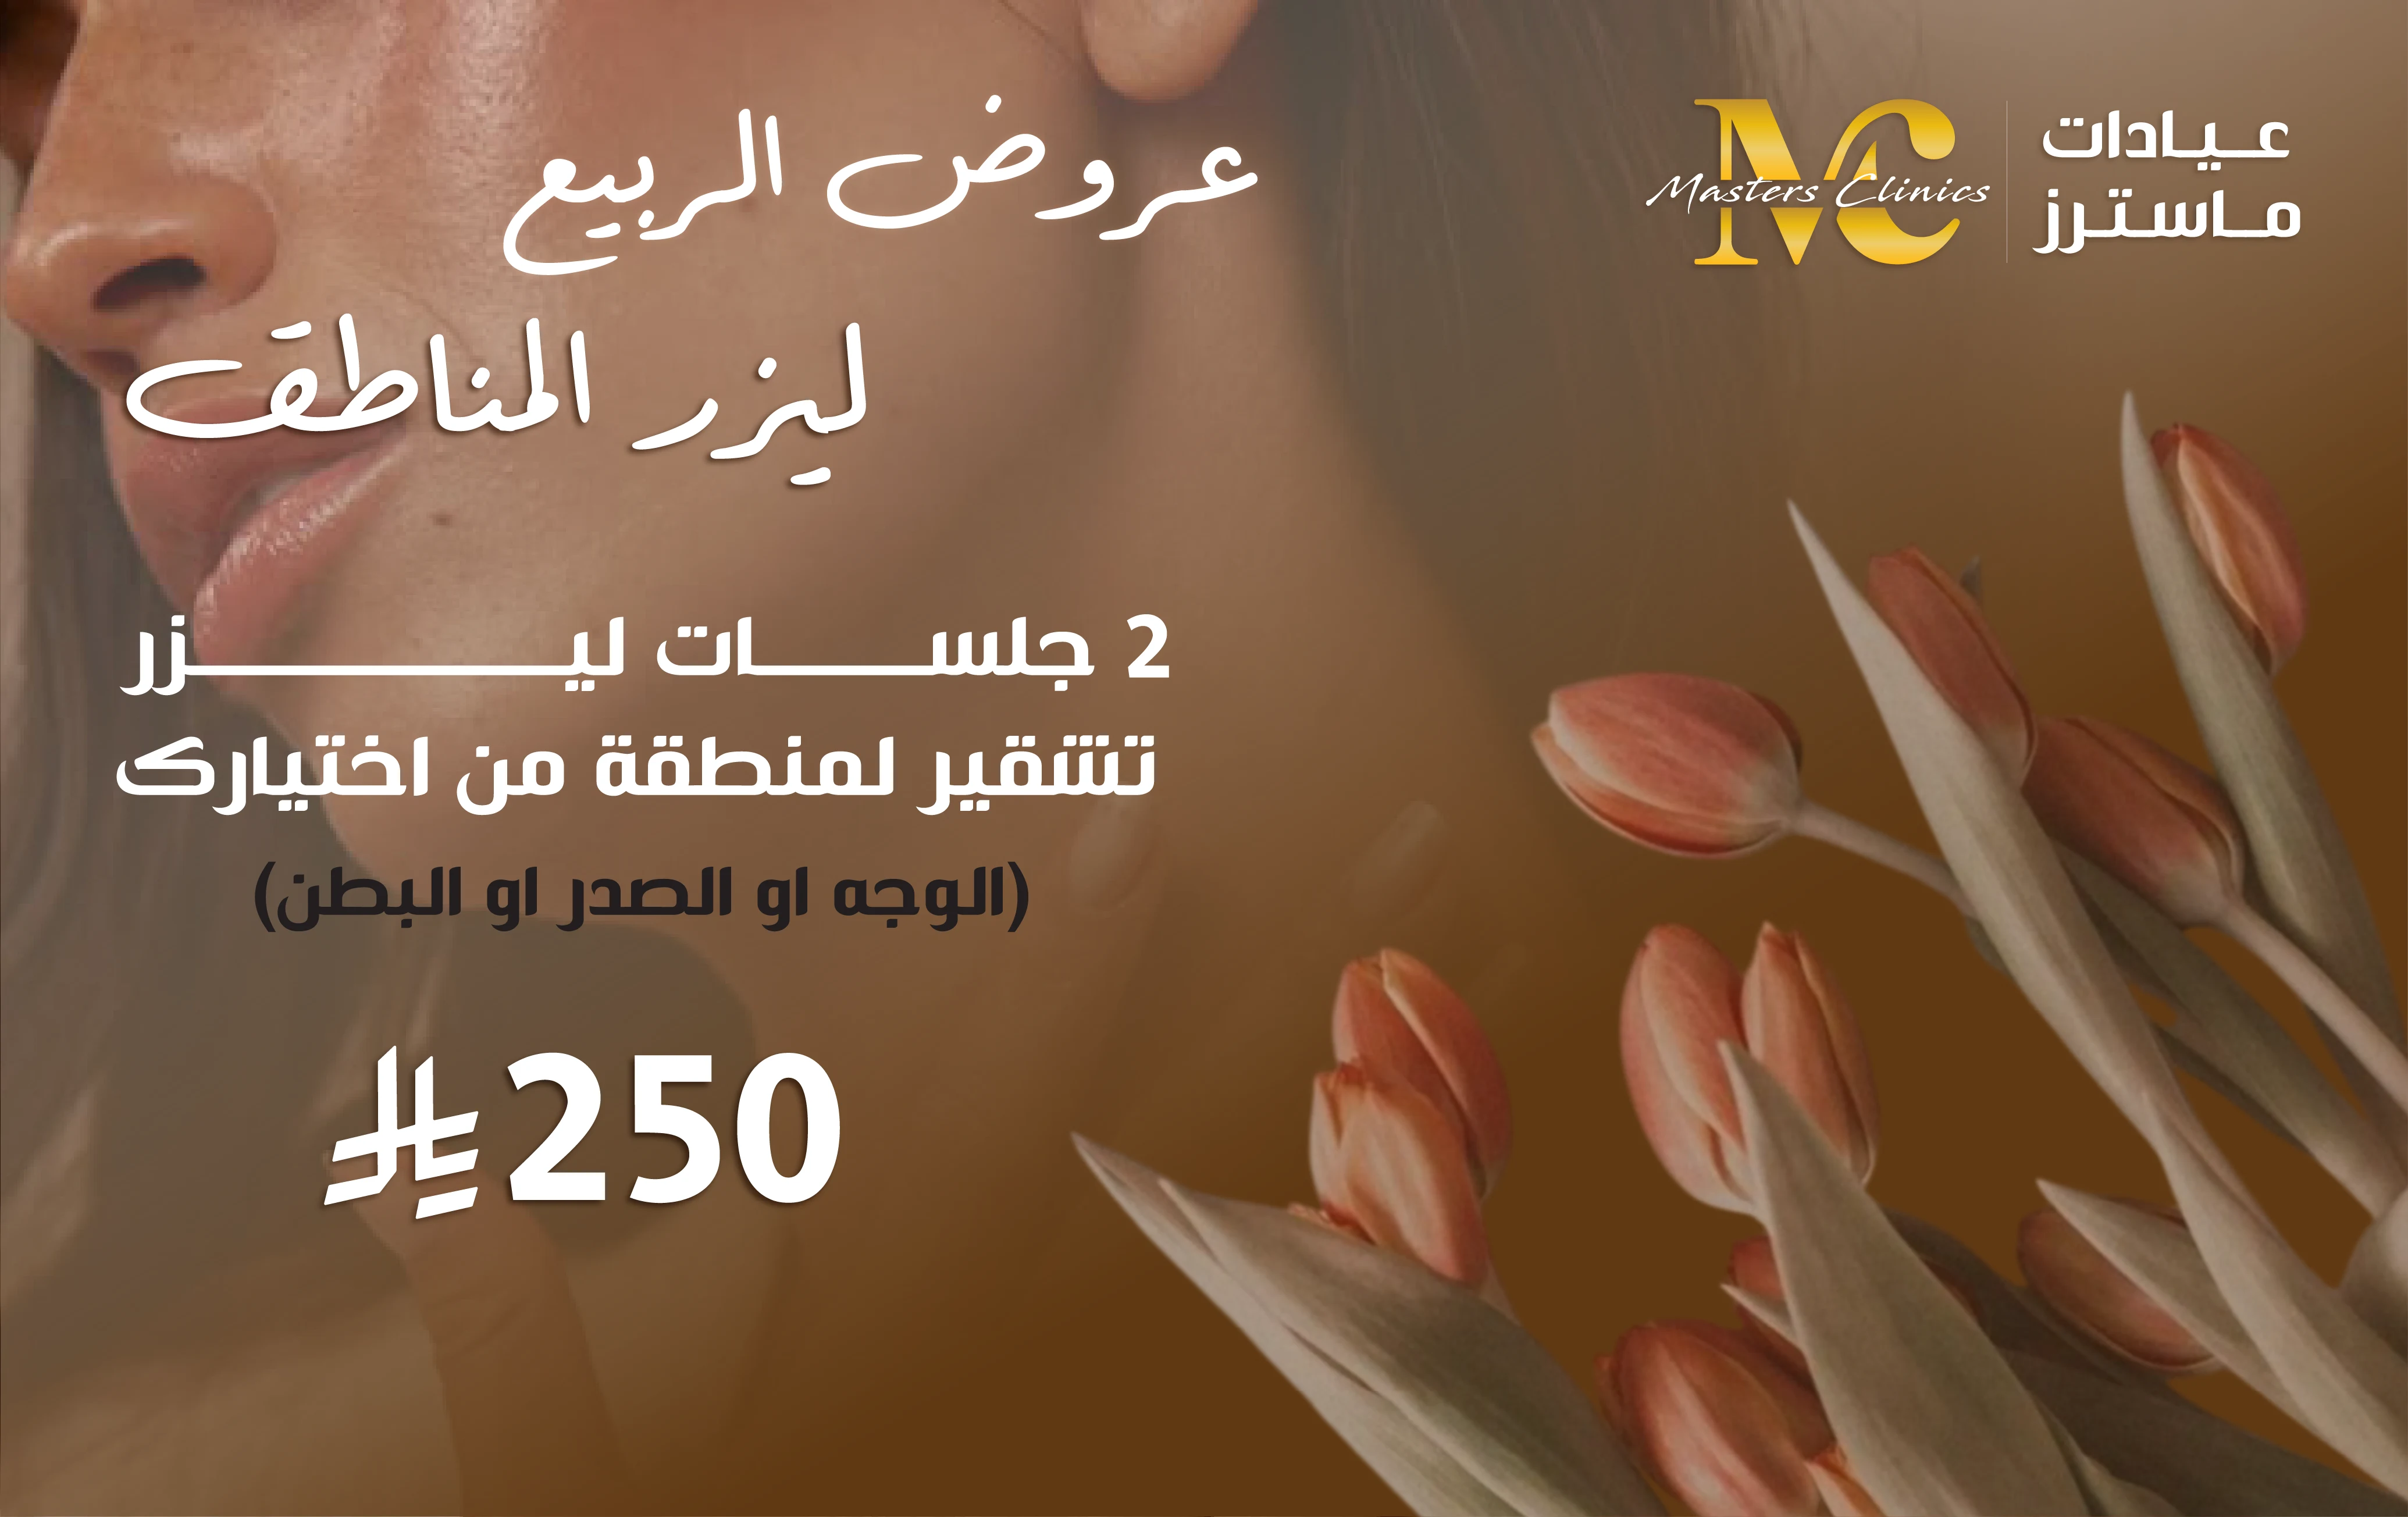 عيادات
ماسترز
MC
Masters Clinics
عروض الربيع
ليزر المناطق
2 جلسات ليزر
تشقير لمنطقة من اختيارك
(الوجه او الصدر او البطن)
250 ⃁